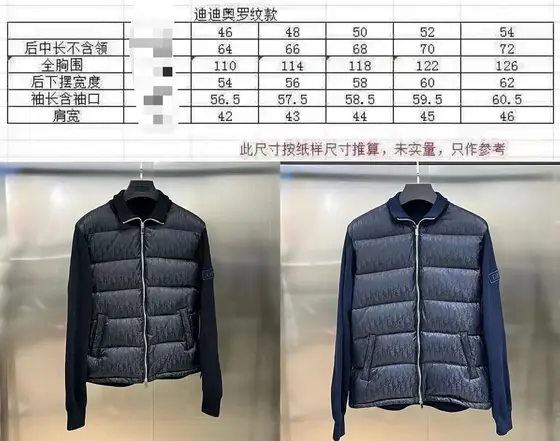 迪迪奥罗纹款
46 48 50 52 54
后中长不含领 64 66 68 70 72
全胸围 110 114 118 122 126
后下摆宽度 54 56 58 60 62
袖长含袖口 56.5 57.5 58.5 59.5 60.5
肩宽 42 43 44 45 46
此尺寸按纸样尺寸推算，未实量，只作参考